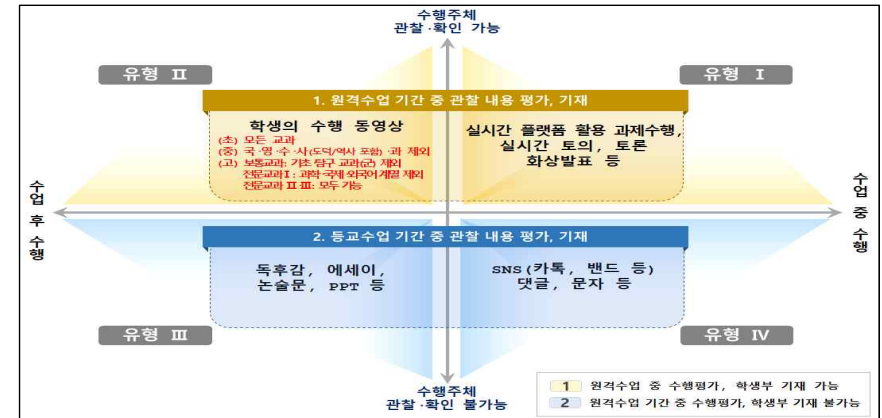 수행주체
관찰·확인 가능
유형 Ⅱ
유형 Ⅰ
1. 원격수업 기간 중 관찰 내용 평가, 기재
학생의 수행 동영상
(초) 모든 교과
(중) 국·영·수·사(도덕/역사 포함)·과 제외
(고) 보통교과: 기초·탐구 교과(군) 제외
전문교과Ⅰ: 과학·국제·외국어 계열 제외
전문교과 Ⅱ·Ⅲ: 모두 가능
실시간 플랫폼 활용 과제수행,
실시간 토의, 토론
화상발표 등
수업 후 수행
수업 중 수행
2. 등교수업 기간 중 관찰 내용 평가, 기재
독후감, 에세이,
논술문, PPT 등
SNS(카톡, 밴드 등)
댓글, 문자 등
유형 Ⅲ
유형 Ⅳ
수행주체
관찰·확인 불가능
1 원격수업 중 수행평가, 학생부 기재 가능
2 원격수업 기간 중 수행평가, 학생부 기재 불가능